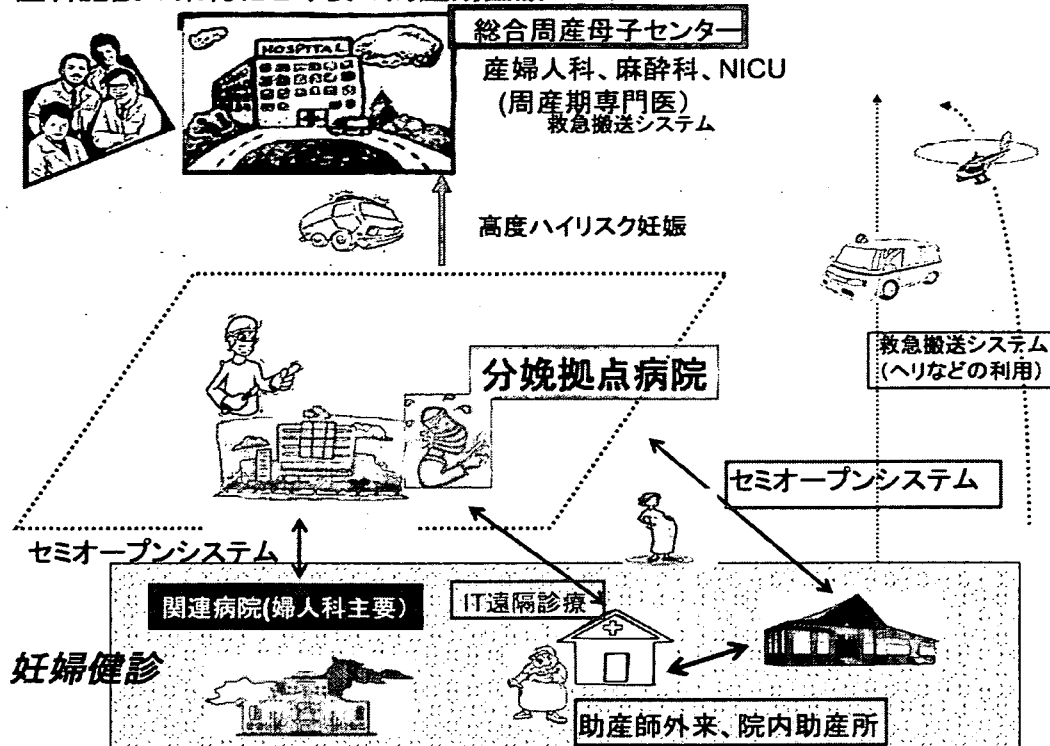 HOSPITAL
総合周産母子センター
産婦人科、麻酔科、NICU
(周産期専門医)
救急搬送システム
高度ハイリスク妊娠
救急搬送システム
(ヘリなどの利用)
分娩拠点病院
セミオープンシステム
セミオープンシステム
関連病院(婦人科主要)
IT遠隔診療
妊婦健診
助産師外来、院内助産所